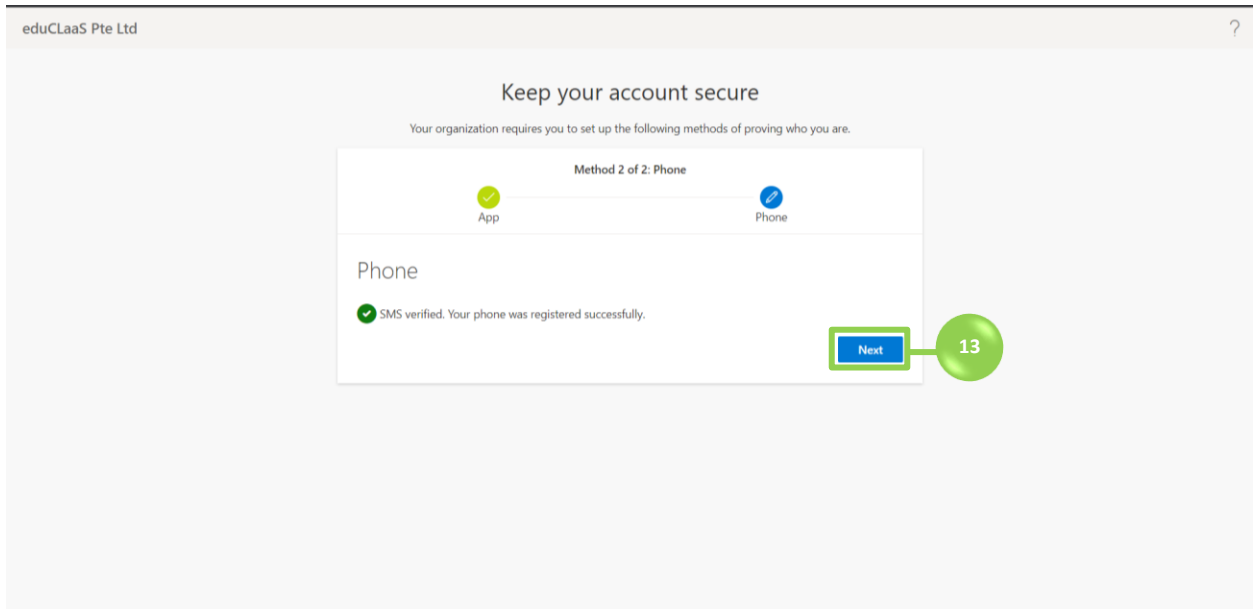 eduCLaaS Pte Ltd
?
Keep your account secure
Your organization requires you to set up the following methods of proving who you are.
Method 2 of 2: Phone
App
Phone
Phone
SMS verified. Your phone was registered successfully.
Next
13